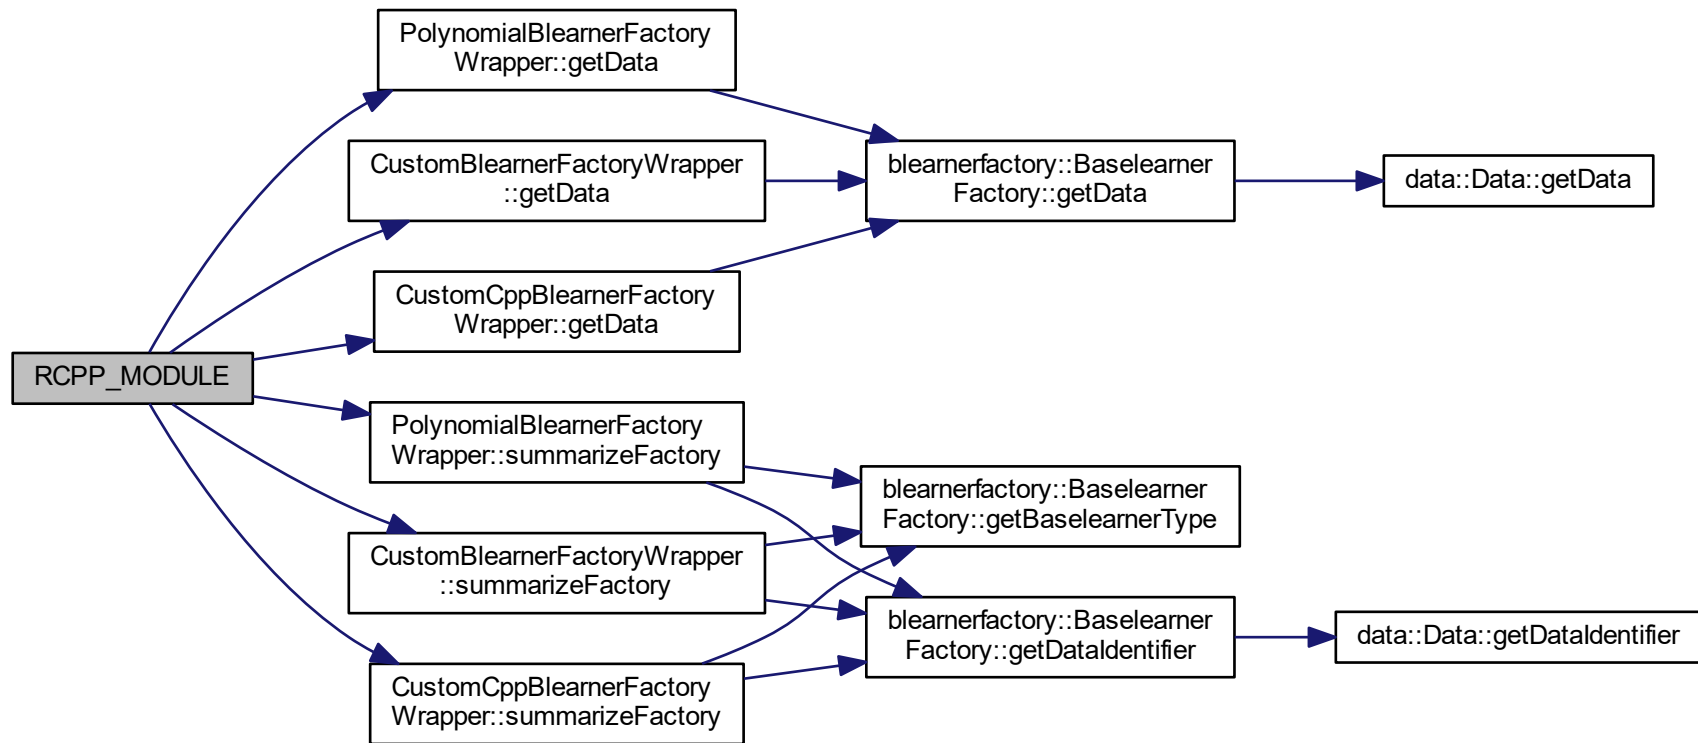 PolynomialBlearnerFactory
Wrapper::getData
CustomBlearnerFactoryWrapper
::getData
blearnerfactory::Baselearner
Factory::getData
data::Data::getData
CustomCppBlearnerFactory
Wrapper::getData
RCPP_MODULE
PolynomialBlearnerFactory
Wrapper::summarizeFactory
blearnerfactory::Baselearner
Factory::getBaselearnerType
CustomBlearnerFactoryWrapper
::summarizeFactory
blearnerfactory::Baselearner
Factory::getDataIdentifier
data::Data::getDataIdentifier
CustomCppBlearnerFactory
Wrapper::summarizeFactory